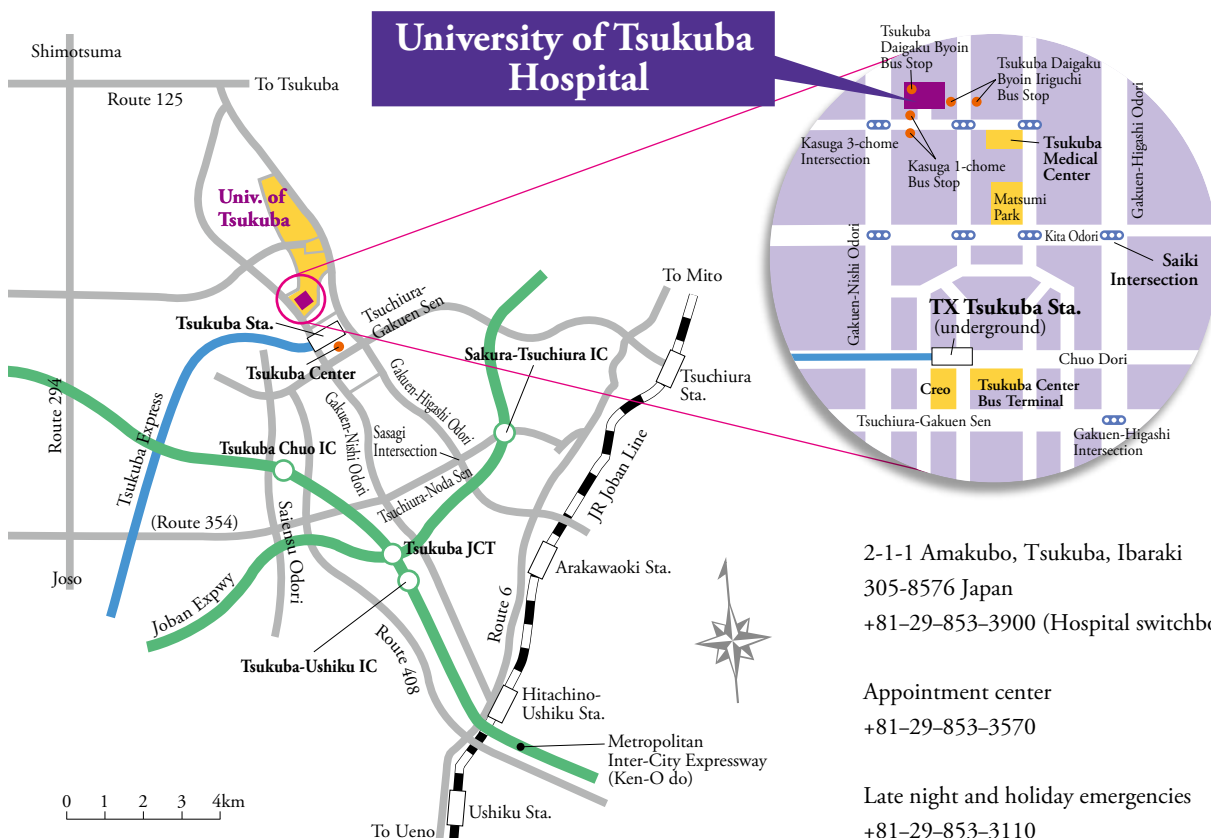 University of Tsukuba
Hospital
Shimotsuma
To Tsukuba
Route 125
Univ. of
Tsukuba
Tsukuba Sta.
Tsukuba Center
Tsuchiura-
Gakuen Sen
To Mito
Sakura-Tsuchiura IC
Tsuchiura
Sta.
Route 294
Tsukuba Express
Tsukuba Chuo IC
Gakuen-Nishi Odori
Gakuen-Higashi Odori
Sasagi
Intersection
Tsuchiura-Noda Sen
JR Joban Line
(Route 354)
Saiensu Odori
Tsukuba JCT
Arakawaoki Sta.
Joso
Joban Expwy
Tsukuba-Ushiku IC
Route 408
Route 6
Hitachino-
Ushiku Sta.
Metropolitan
Inter-City Expressway
(Ken-O do)
Ushiku Sta.
To Ueno
0 1 2 3 4km
Tsukuba
Daigaku Byoin
Bus Stop
Tsukuba Daigaku
Byoin Iriguchi
Bus Stop
Kasuga 3-chome
Intersection
Kasuga 1-chome
Bus Stop
Tsukuba
Medical
Center
Gakuen-Higashi Odori
Matsumi
Park
Gakuen-Nishi Odori
Kita Odori
Saiki
Intersection
TX Tsukuba Sta.
(underground)
Chuo Dori
Creo
Tsukuba Center
Bus Terminal
Tsuchiura-Gakuen Sen
Gakuen-Higashi
Intersection
2-1-1 Amakubo, Tsukuba, Ibaraki
305-8576 Japan
+81–29–853–3900 (Hospital switchbo
Appointment center
+81–29–853–3570
Late night and holiday emergencies
+81–29–853–3110